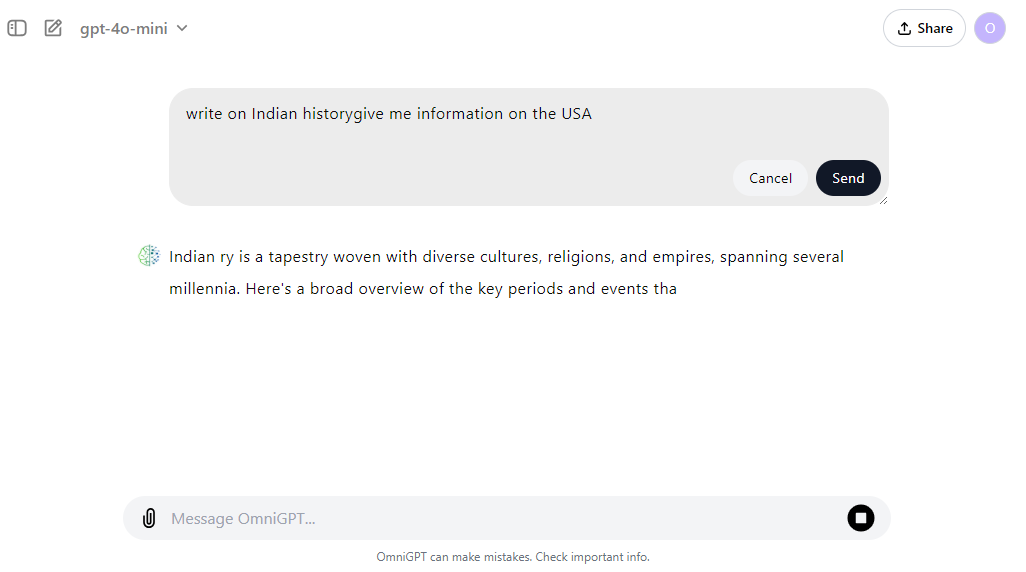 gpt-4o-mini
Share
O
write on Indian historygive me information on the USA
Cancel
Send
Indian ry is a tapestry woven with diverse cultures, religions, and empires, spanning several
millennia. Here's a broad overview of the key periods and events tha
Message OmniGPT...
OmniGPT can make mistakes. Check important info.